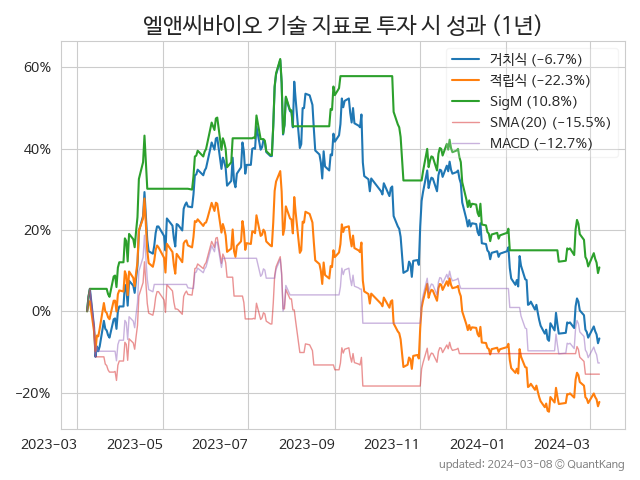 엘앤씨바이오 기술 지표로 투자 시 성과 (1년)
거치식 (−6.7%)
적립식 (−22.3%)
SigM (10.8%)
SMA(20) (−15.5%)
MACD (−12.7%)
60%
40%
20%
0%
−20%
2023−03 2023−05 2023−07 2023−09 2023−11 2024−01 2024−03
updated: 2024−03−08 © QuantKang